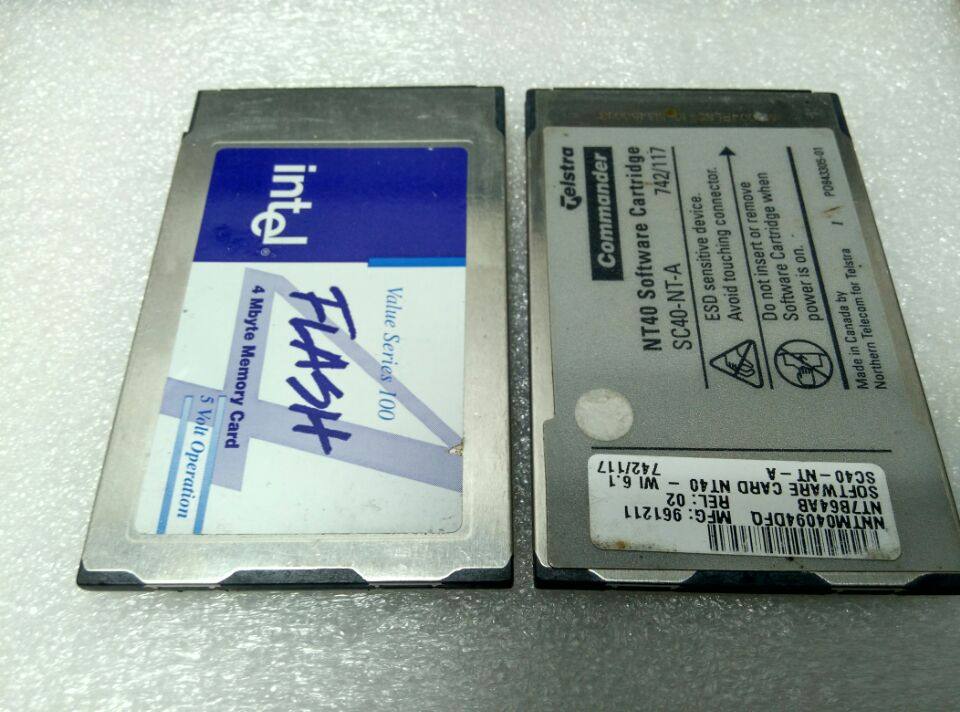 intel®
Value Series 100
FLASH
4
4 Mbyte Memory Card
5 Volt Operation
Telstra
Commander
NT40 Software Cartridge
SC40-NT-A 742/117
ESD sensitive device.
Avoid touching connector.
Do not insert or remove
Software Cartridge when
power is on.
Made in Canada by
Northern Telecom for Telstra
P0843305-01
NNTM04094DFQ
NT7B64AB MFG: 961211
SOFTWARE CARD NT40 - WI 6.1 REL: 02
SC40-NT-A 742/117